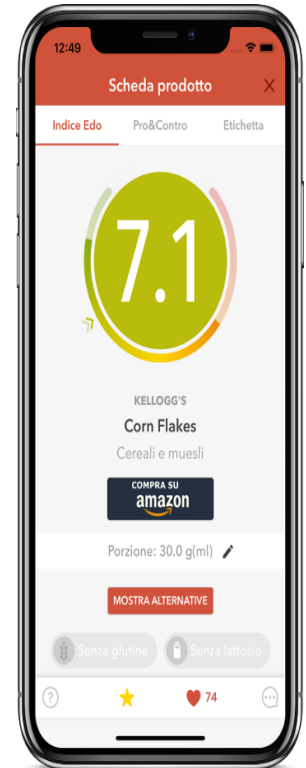 12:49
Scheda prodotto X
Indice Edo Pro&Contro Etichetta
7.1
KELLOGG'S
Corn Flakes
Cereali e muesli
COMPRA SU
amazon
Porzione: 30.0 g(ml)
MOSTRA ALTERNATIVE
Senza glutine Senza lattosio
? 74